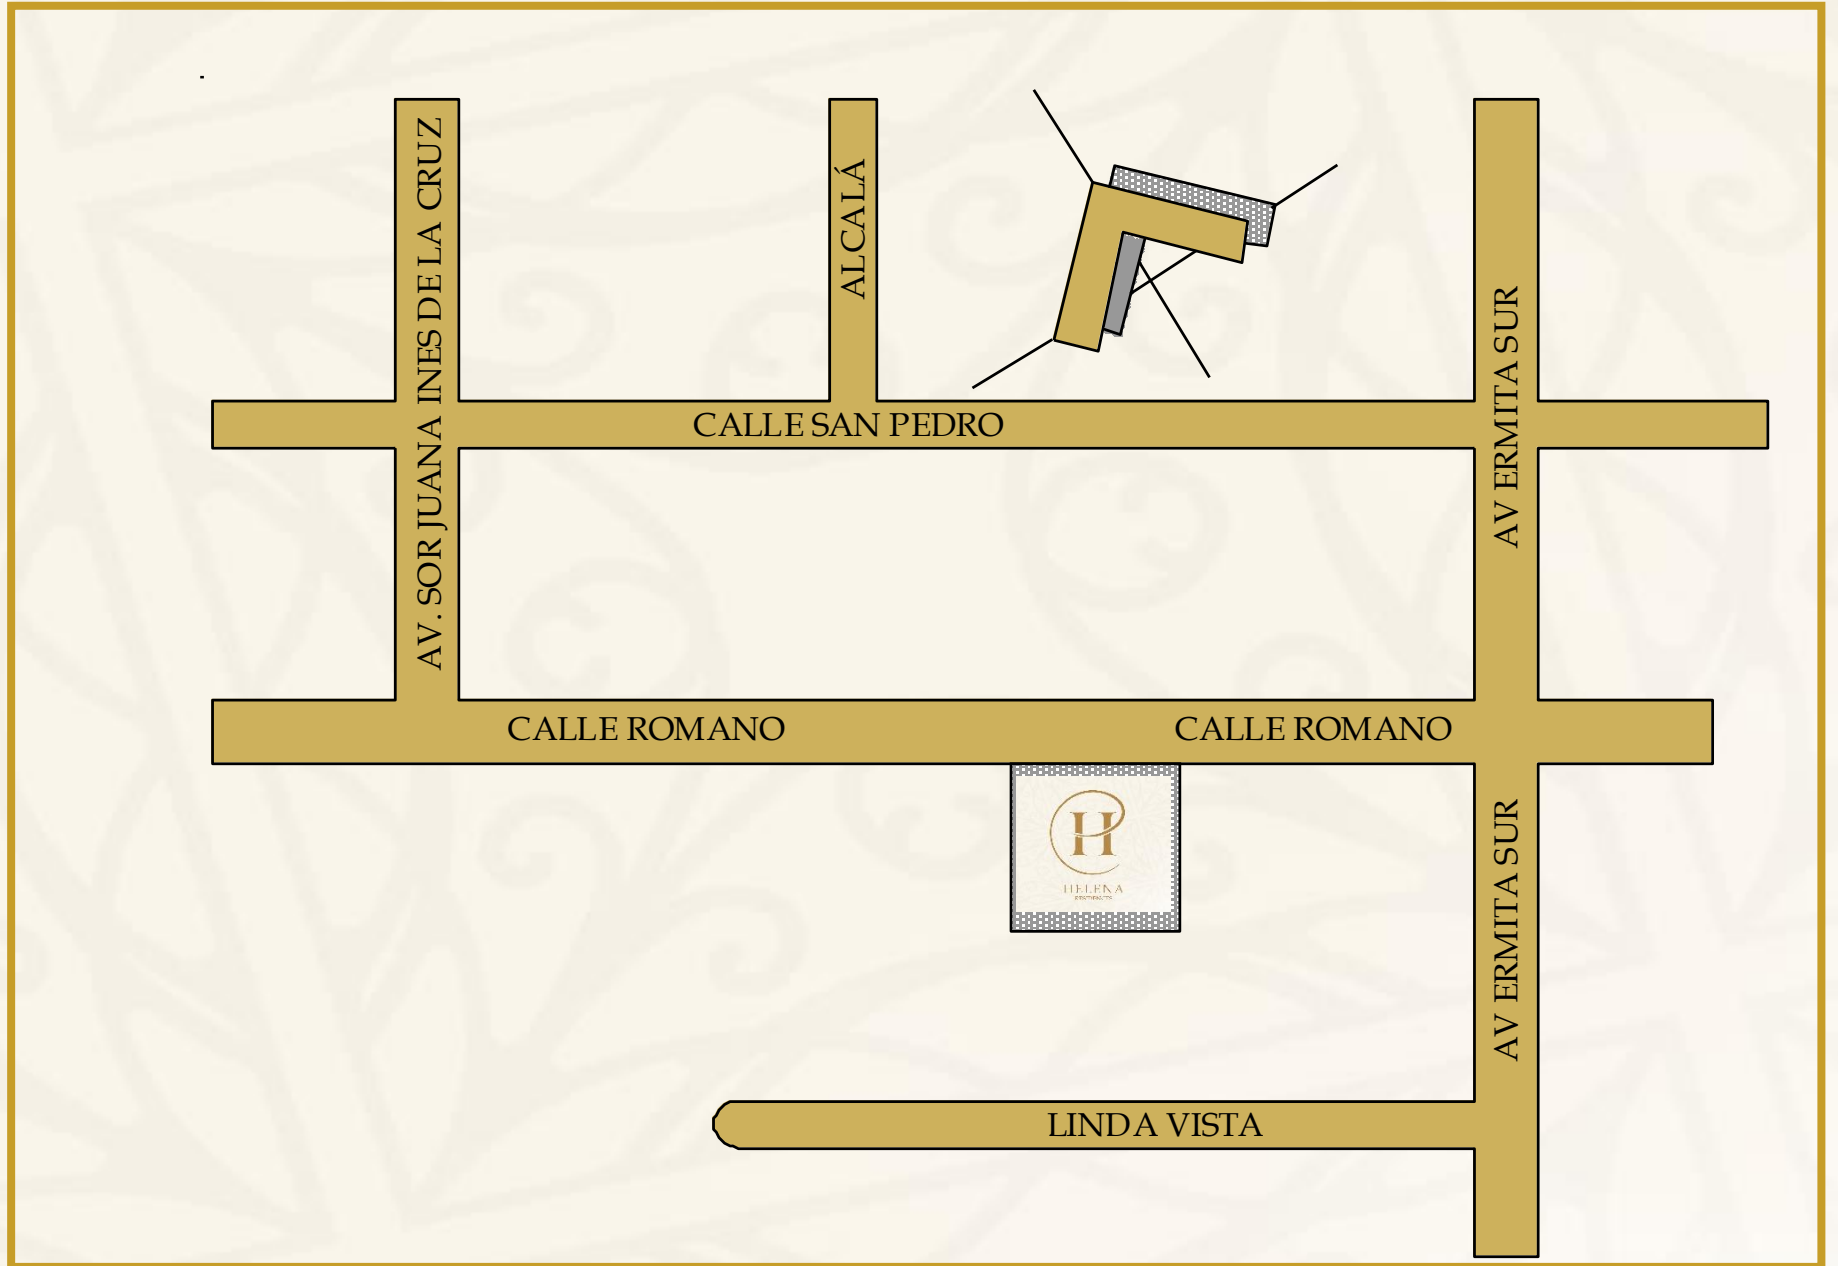 AV. SOR JUANA INES DE LA CRUZ
ALCALÁ
AV ERMITA SUR
CALLE SAN PEDRO
CALLE ROMANO
CALLE ROMANO
HELENA
AV ERMITA SUR
LINDA VISTA